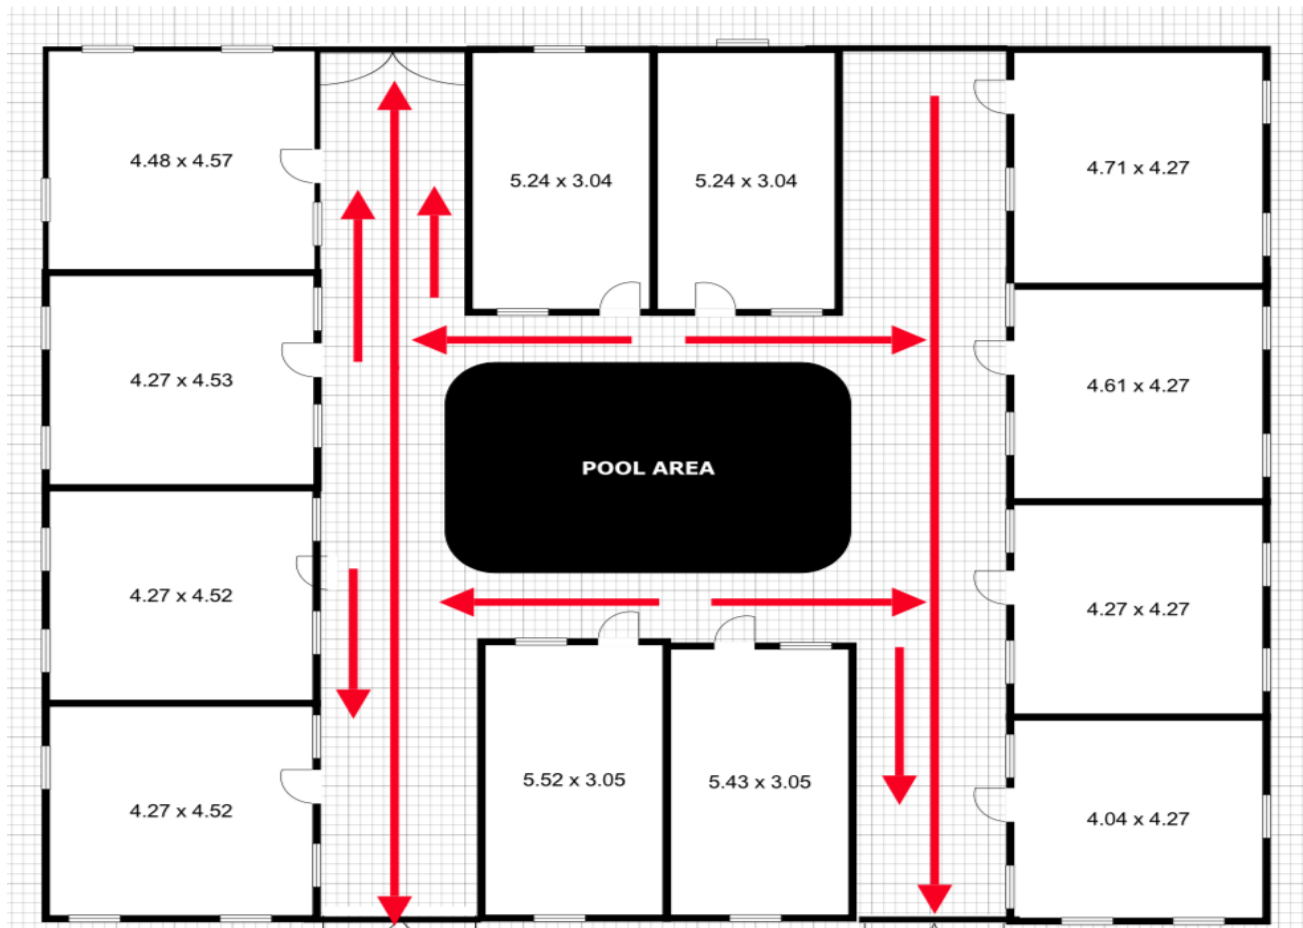 4.48 x 4.57
5.24 x 3.04
5.24 x 3.04
4.71 x 4.27
4.27 x 4.53
4.61 x 4.27
POOL AREA
4.27 x 4.52
4.27 x 4.27
5.52 x 3.05
5.43 x 3.05
4.27 x 4.52
4.04 x 4.27